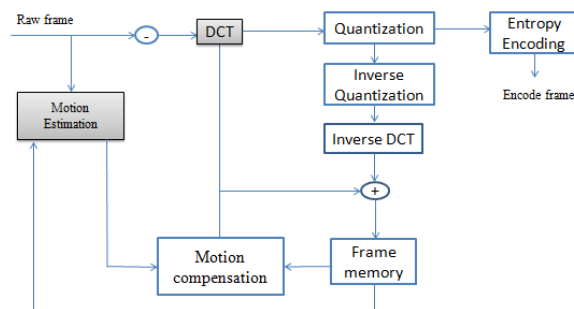 Raw frame
-
DCT
Quantization
Entropy
Encoding
Encode frame
Inverse
Quantization
Motion
Estimation
Inverse DCT
+
Motion
compensation
Frame
memory